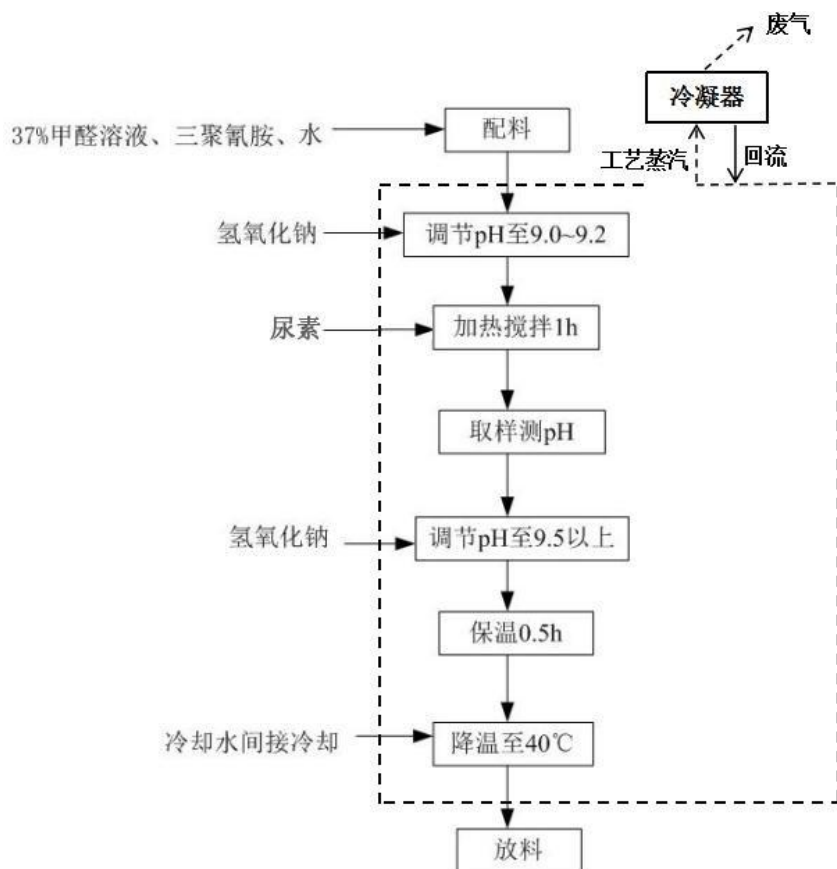 废气
冷凝器
37%甲醛溶液、三聚氰胺、水
配料
工艺蒸汽
回流
氢氧化钠
调节pH至9.0~9.2
尿素
加热搅拌1h
取样测pH
氢氧化钠
调节pH至9.5以上
保温0.5h
冷却水间接冷却
降温至40℃
放料